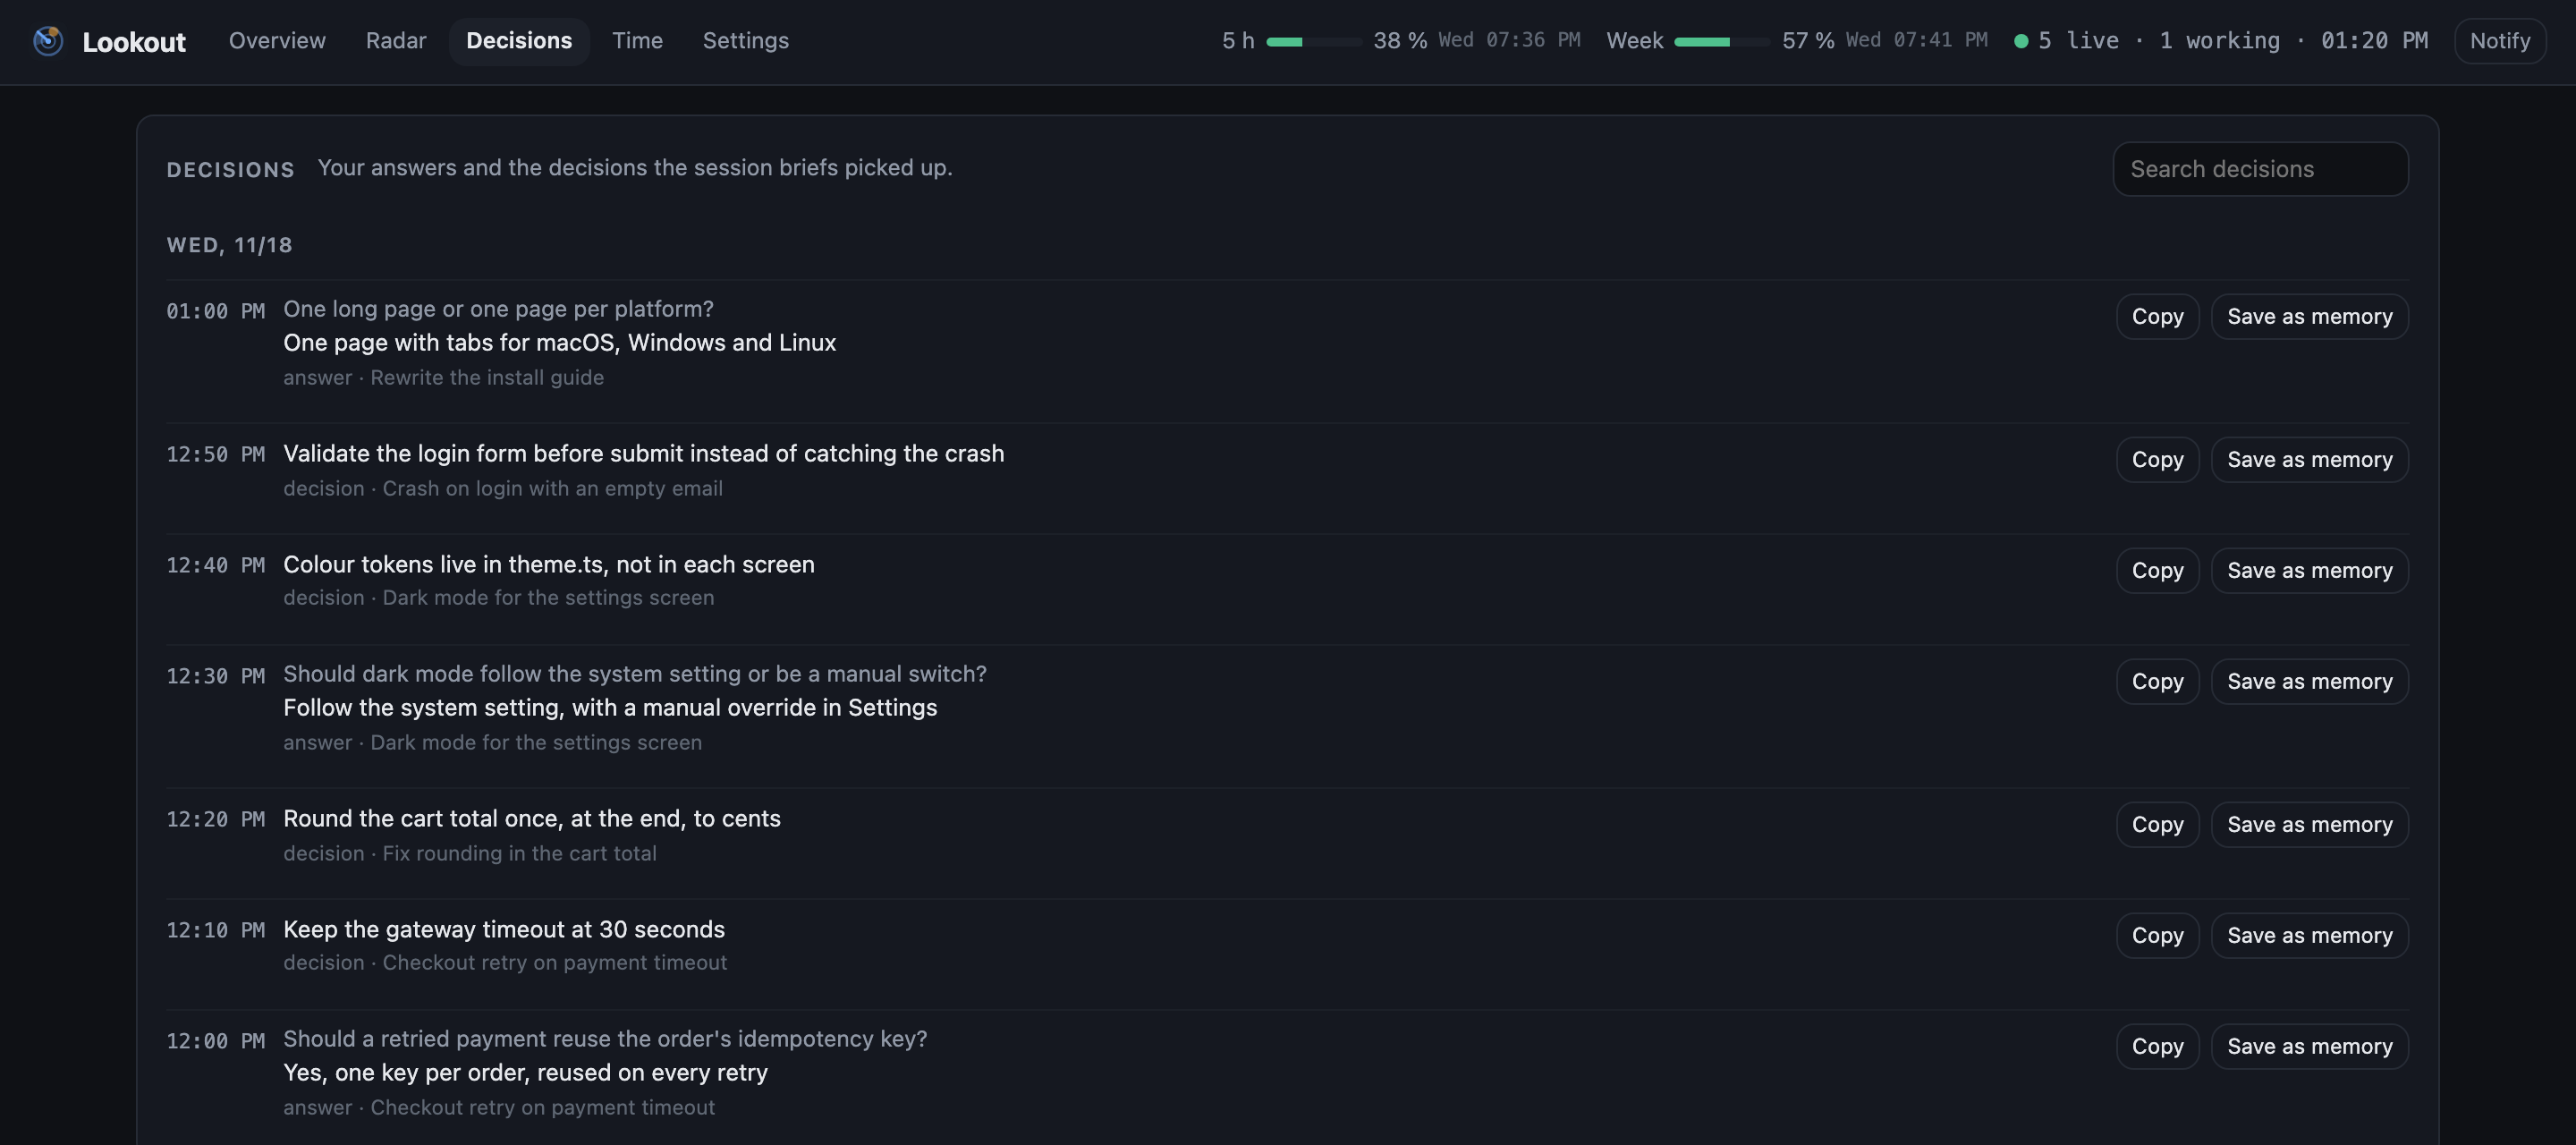 Lookout Overview Radar Decisions Time Settings 5 h 38 % Wed 07:36 PM Week 57 % Wed 07:41 PM 5 live · 1 working · 01:20 PM Notify
DECISIONS Your answers and the decisions the session briefs picked up. Search decisions
WED, 11/18
01:00 PM One long page or one page per platform? Copy Save as memory
One page with tabs for macOS, Windows and Linux
answer · Rewrite the install guide
12:50 PM Validate the login form before submit instead of catching the crash Copy Save as memory
decision · Crash on login with an empty email
12:40 PM Colour tokens live in theme.ts, not in each screen Copy Save as memory
decision · Dark mode for the settings screen
12:30 PM Should dark mode follow the system setting or be a manual switch? Copy Save as memory
Follow the system setting, with a manual override in Settings
answer · Dark mode for the settings screen
12:20 PM Round the cart total once, at the end, to cents Copy Save as memory
decision · Fix rounding in the cart total
12:10 PM Keep the gateway timeout at 30 seconds Copy Save as memory
decision · Checkout retry on payment timeout
12:00 PM Should a retried payment reuse the order's idempotency key? Copy Save as memory
Yes, one key per order, reused on every retry
answer · Checkout retry on payment timeout